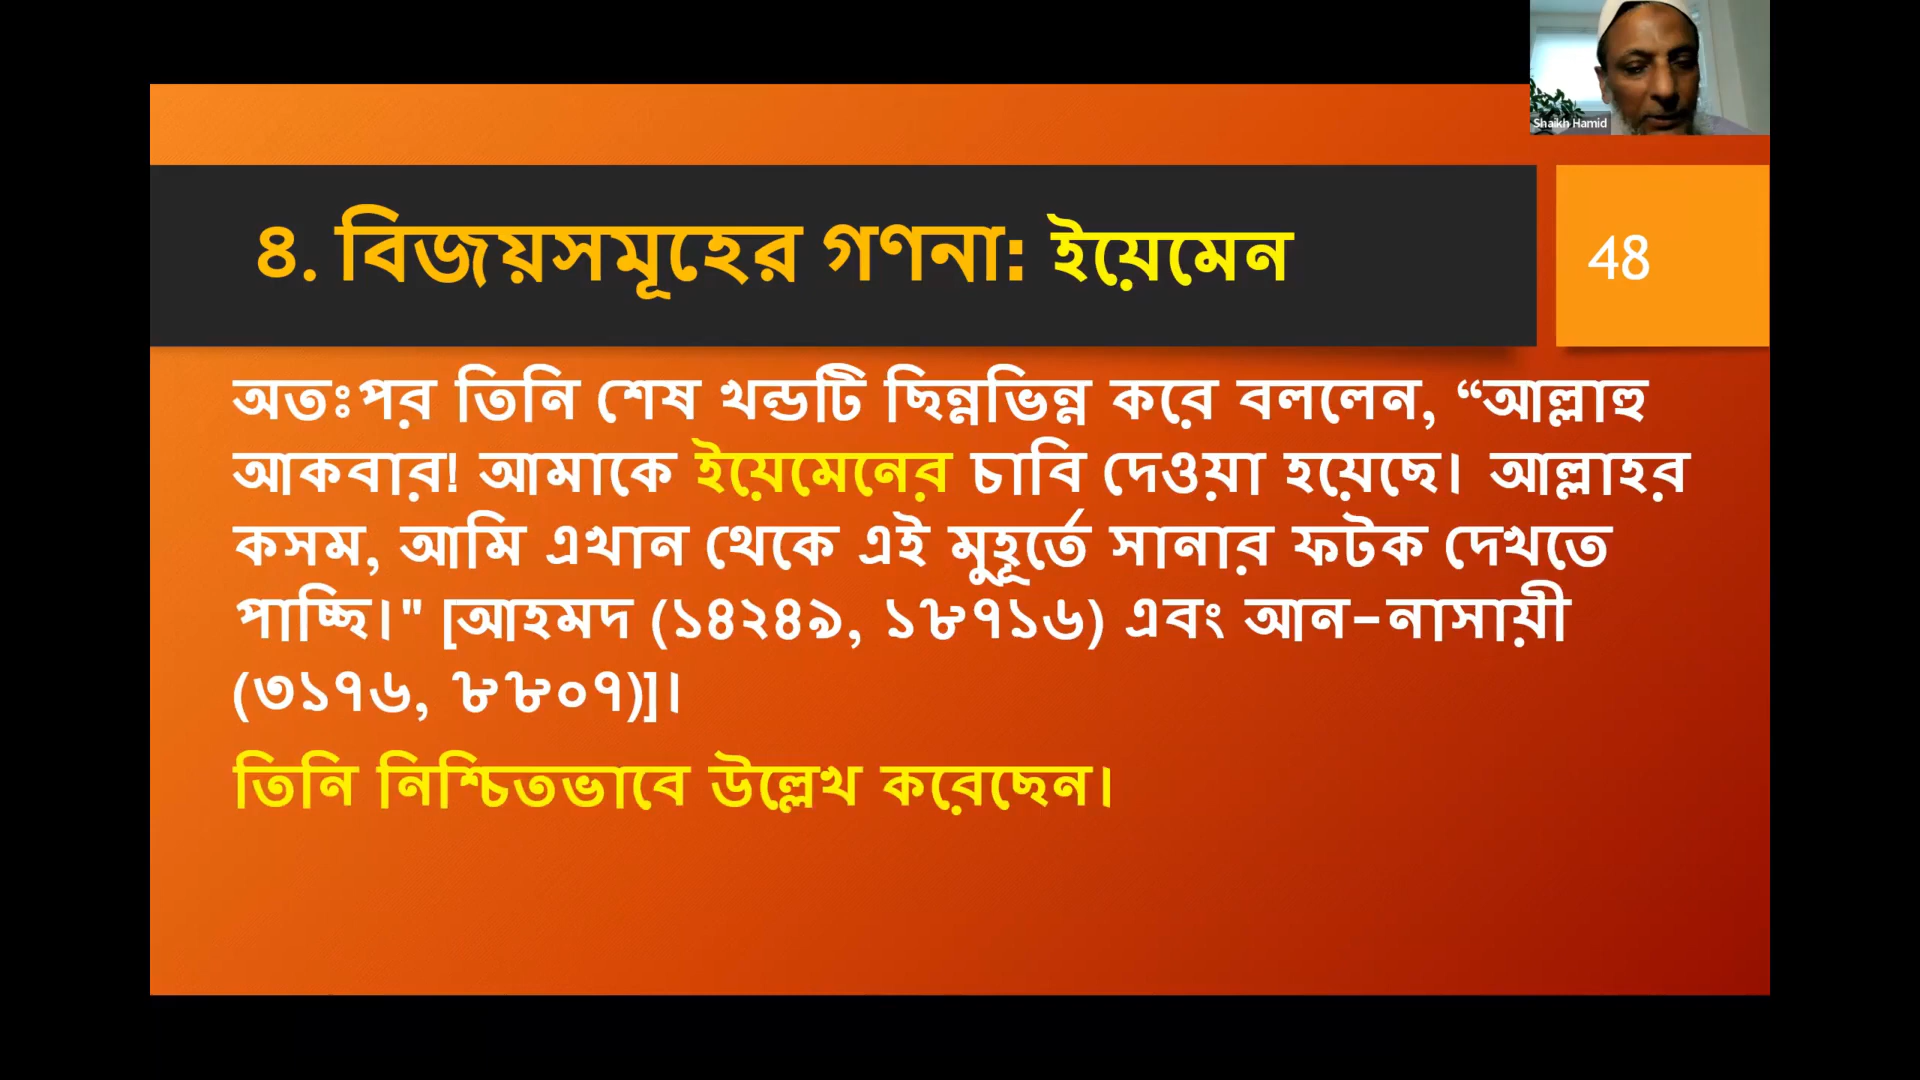 Shaikh Hamid
৪. বিজয়সমূহের গণনা: ইয়েমেন
48
অতঃপর তিনি শেষ খন্ডটি ছিন্নভিন্ন করে বললেন, “আল্লাহু
আকবার! আমাকে ইয়েমেনের চাবি দেওয়া হয়েছে। আল্লাহর
কসম, আমি এখান থেকে এই মুহূর্তে সানার ফটক দেখতে
পাচ্ছি।" [আহমদ (১৪২৪৯, ১৮৭১৬) এবং আন-নাসায়ী
(৩১৭৬, ৮৮০৭)]।
তিনি নিশ্চিতভাবে উল্লেখ করেছেন।